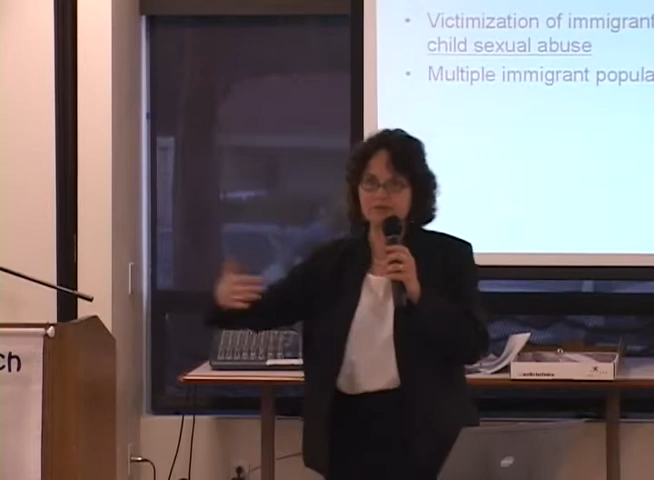 • Victimization of immigrant
child sexual abuse
• Multiple immigrant popula
ch